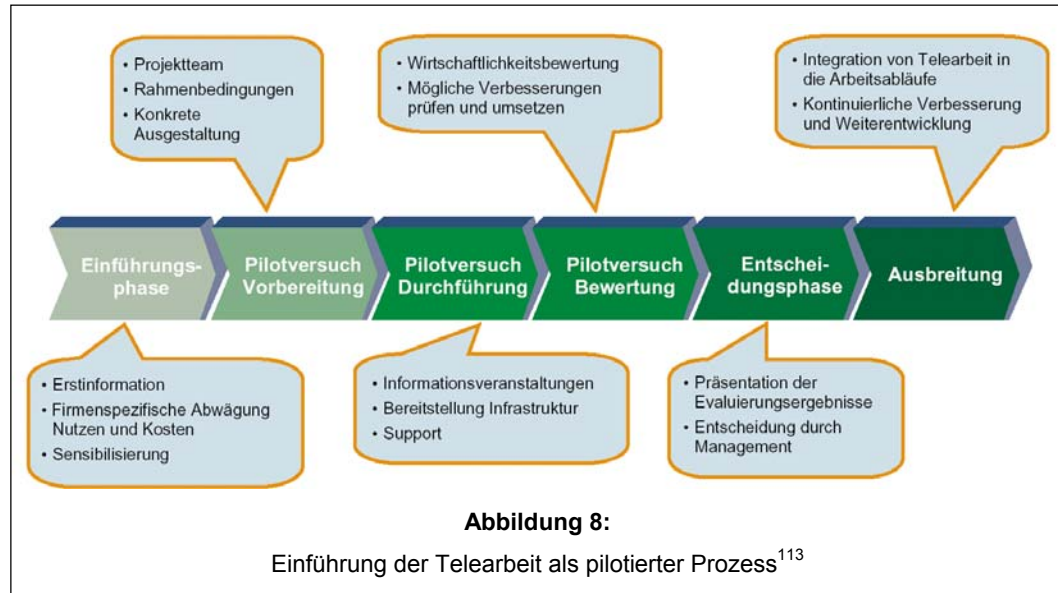 • Projektteam
• Rahmenbedingungen
• Konkrete
Ausgestaltung
• Wirtschaftlichkeitsbewertung
• Mögliche Verbesserungen
prüfen und umsetzen
• Integration von Telearbeit in
die Arbeitsabläufe
• Kontinuierliche Verbesserung
und Weiterentwicklung
Einführungs-
phase
Pilotversuch
Vorbereitung
Pilotversuch
Durchführung
Pilotversuch
Bewertung
Entschei-
dungsphase
Ausbreitung
• Erstinformation
• Firmenspezifische Abwägung
Nutzen und Kosten
• Sensibilisierung
• Informationsveranstaltungen
• Bereitstellung Infrastruktur
• Support
• Präsentation der
Evaluierungsergebnisse
• Entscheidung durch
Management
Abbildung 8:
Einführung der Telearbeit als pilotierter Prozess¹¹³